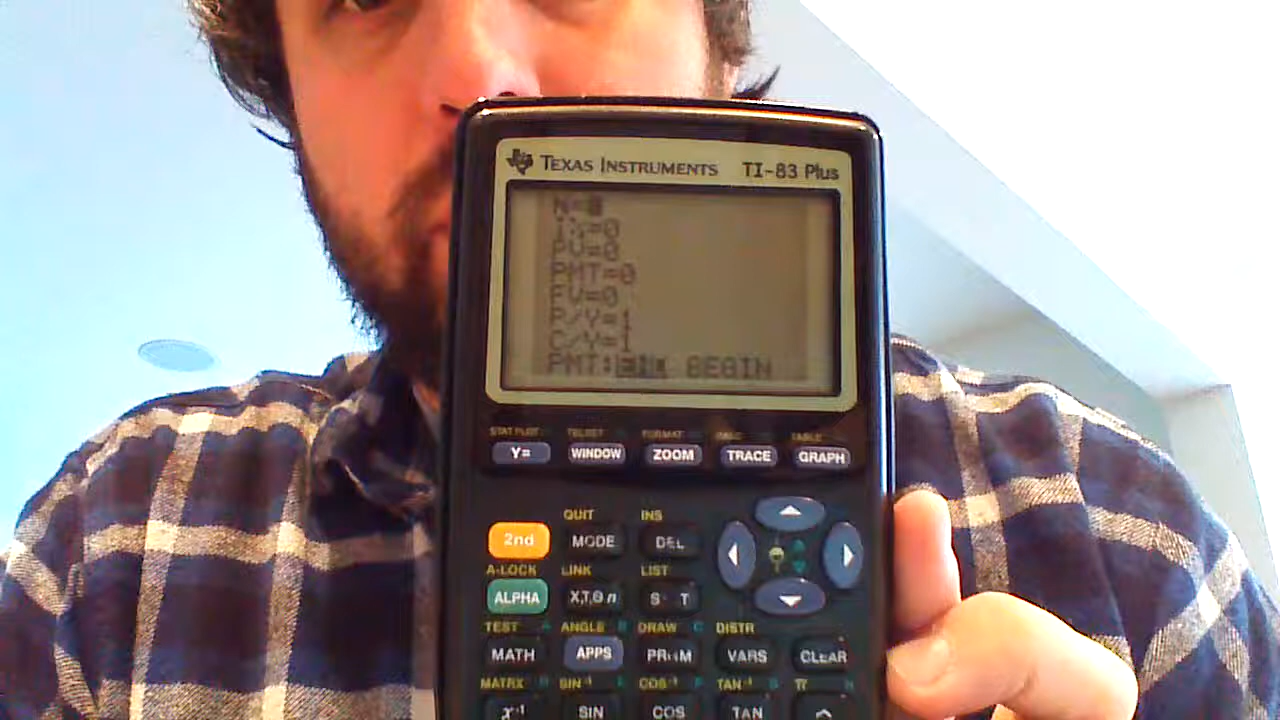 TEXAS INSTRUMENTS TI-83 Plus
N=0
I%=0
PV=0
PMT=0
FV=0
P/Y=1
C/Y=1
PMT:END BEGIN
STAT PLOT TBLSET FORMAT CALC TABLE
Y= WINDOW ZOOM TRACE GRAPH
QUIT INS
2nd MODE DEL
A-LOCK LINK LIST
ALPHA X,T,Θ,n STAT
TEST A ANGLE B DRAW C DISTR
MATH APPS PRGM VARS CLEAR
MATRX D SIN⁻¹ E COS⁻¹ F TAN⁻¹ G π H
x⁻¹ SIN COS TAN ^